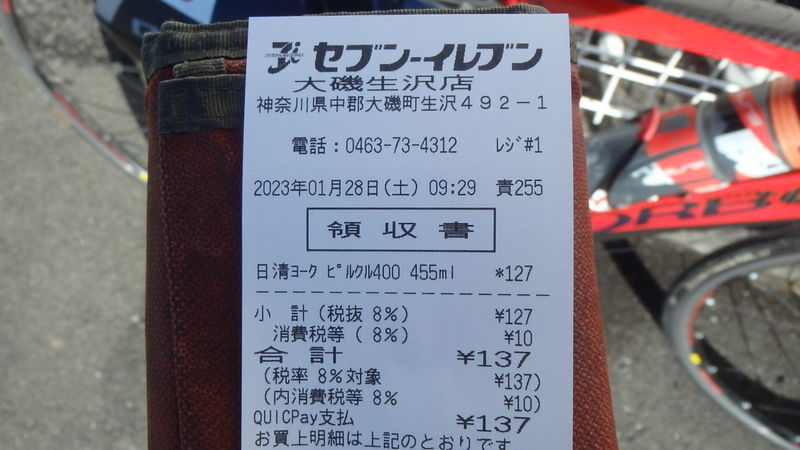 セブン-イレブン
大磯生沢店
神奈川県中郡大磯町生沢492-1
電話:0463-73-4312 レジ#1
2023年01月28日(土) 09:29 責255
領収書
日清ヨーク ピルクル400 455ml *127
小 計(税抜 8%) ¥127
消費税等( 8%) ¥10
合計 ¥137
(税率 8%対象 ¥137)
(内消費税等 8% ¥10)
QUICPay支払 ¥137
お買上明細は上記のとおりです
ORB